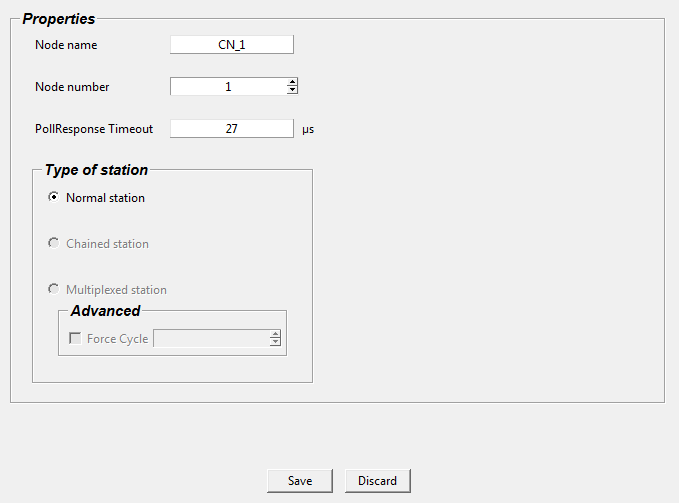 Properties
Node name CN_1
Node number 1
PollResponse Timeout 27 µs
Type of station
Normal station
Chained station
Multiplexed station
Advanced
Force Cycle
Save Discard